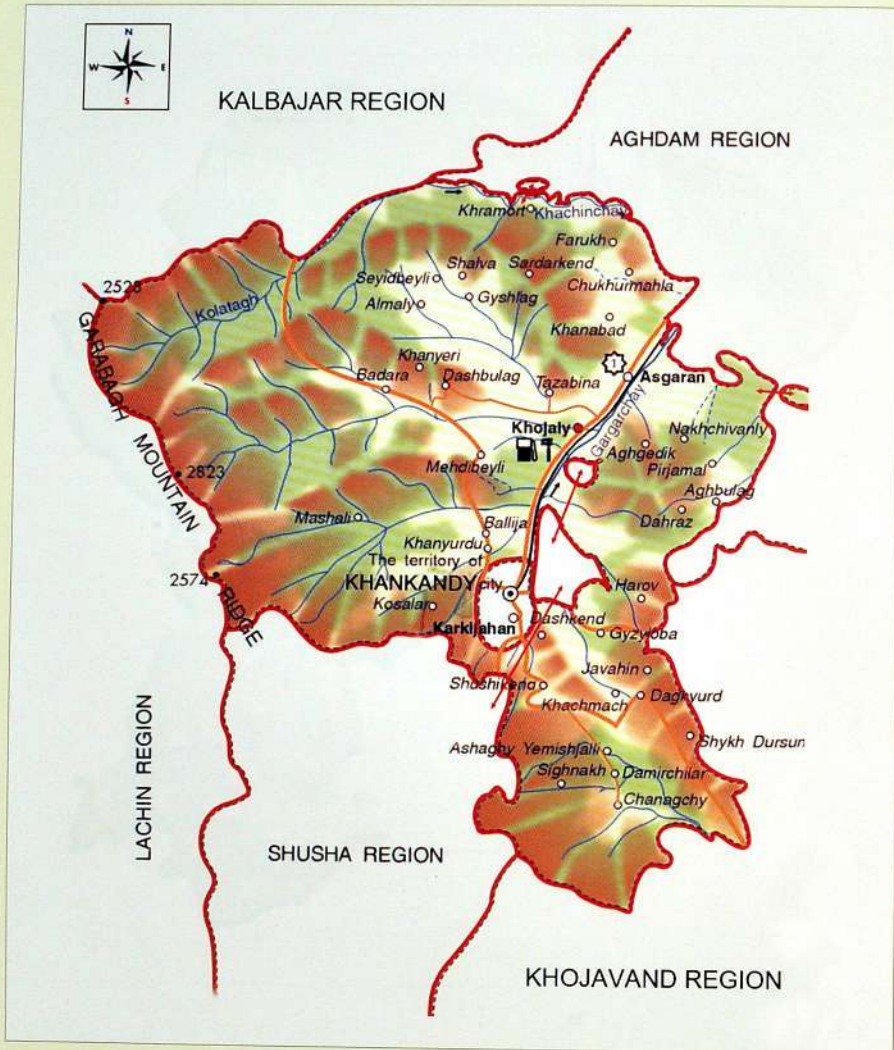 N
W E
S
KALBAJAR REGION
AGHDAM REGION
Khramort Khachinchay
Farukh
Shalva Sardarkend
Seyidbeyli
Chukhurmahla
2528
Kolatagh
Almaly Gyshlag
Khanabad
GARABAGH MOUNTAIN RIDGE
Khanyeri
1
Badara Dashbulag Tazabina Asgaran
Khojaly
Gargarchay
Nakhchivanly
Mehdibeyli
Aghgedik
Pirjamal
2823
Aghbulag
Mashali
Ballija
Dahraz
Khanyurdu
The territory of
2574
KHANKANDY city
Harov
Kosalar
Karkijahan
Dashkend
Gyzyloba
Javahin
Shushikend
Khachmach
Dagkyurd
LACHIN REGION
Ashaghy Yemishjalli
Shykh Dursun
Sighnakh Damirchilar
Chanagchy
SHUSHA REGION
KHOJAVAND REGION